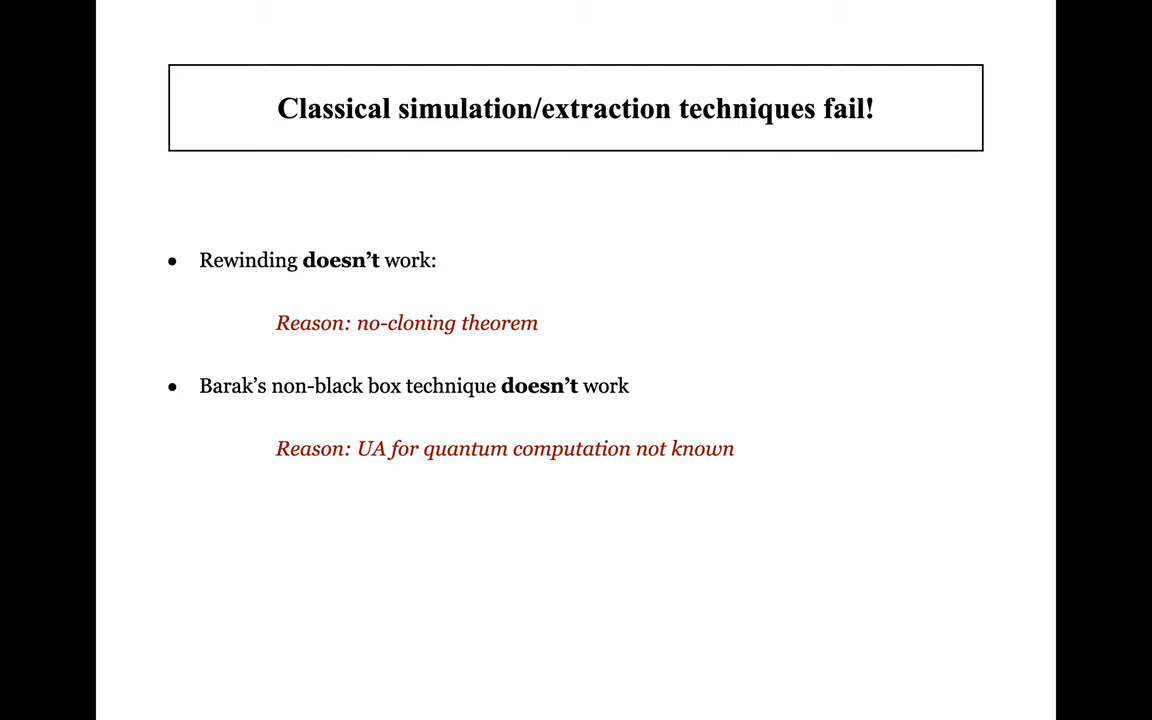 Classical simulation/extraction techniques fail!
• Rewinding doesn’t work:
Reason: no-cloning theorem
• Barak’s non-black box technique doesn’t work
Reason: UA for quantum computation not known